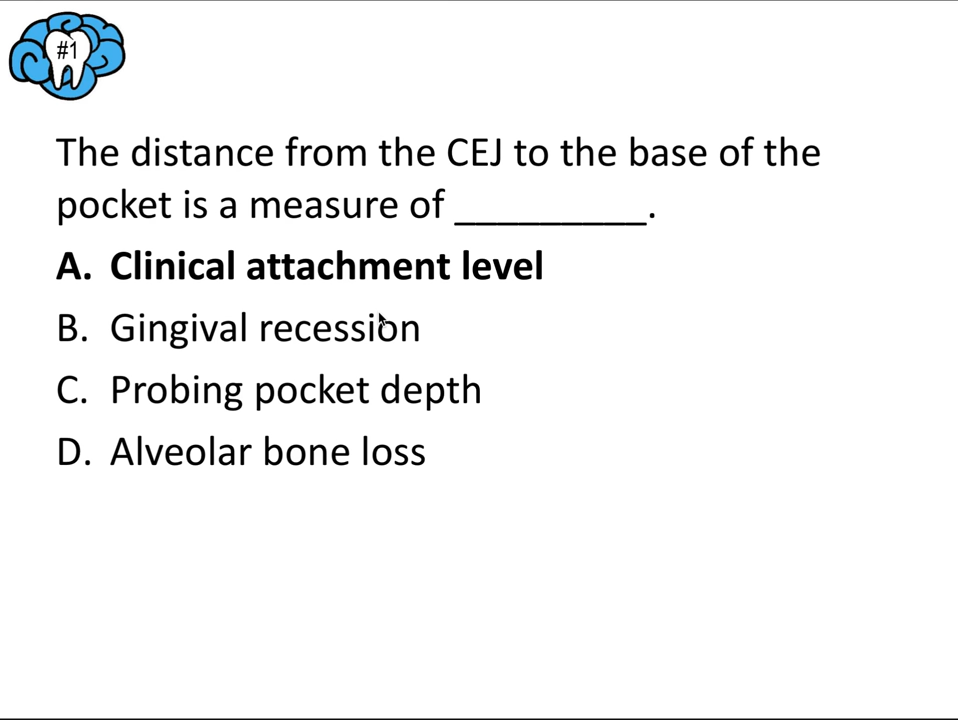 #1
The distance from the CEJ to the base of the
pocket is a measure of _________.
A. Clinical attachment level
B. Gingival recession
C. Probing pocket depth
D. Alveolar bone loss